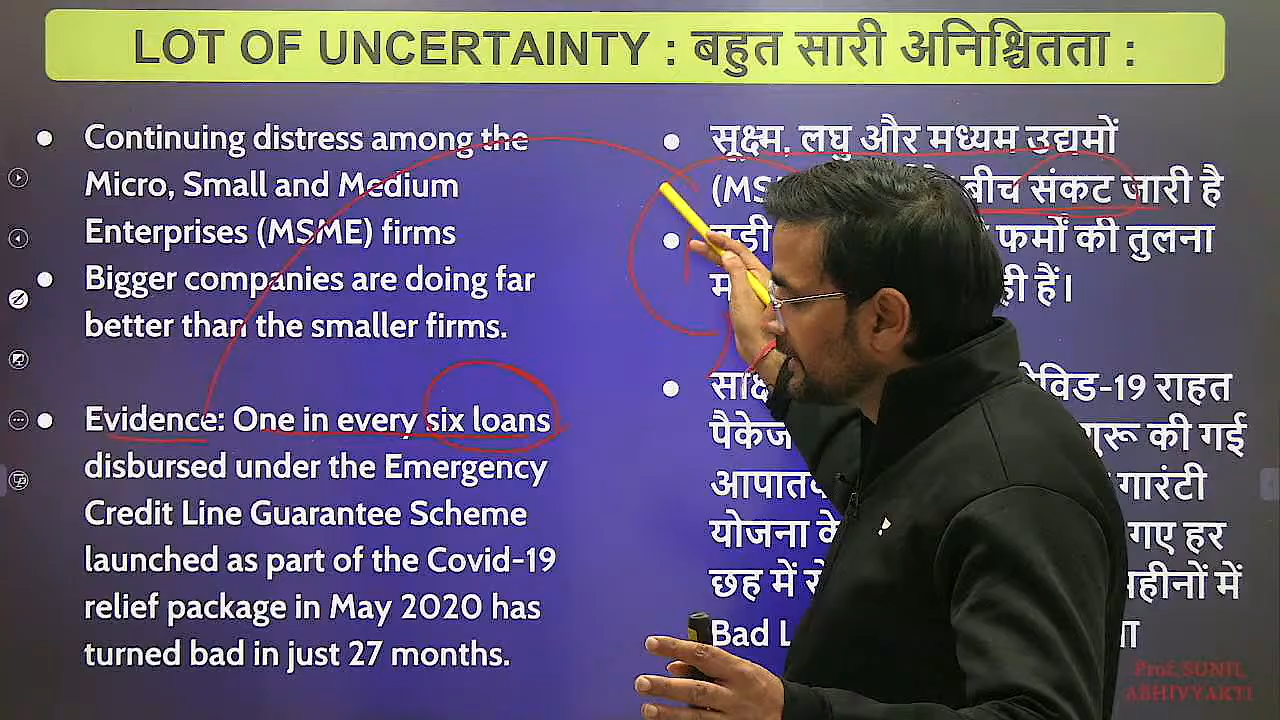 LOT OF UNCERTAINTY : बहुत सारी अनिश्चितता :
Continuing distress among the
Micro, Small and Medium
Enterprises (MSME) firms
Bigger companies are doing far
better than the smaller firms.
Evidence: One in every six loans
disbursed under the Emergency
Credit Line Guarantee Scheme
launched as part of the Covid-19
relief package in May 2020 has
turned bad in just 27 months.
सूक्ष्म, लघु और मध्यम उद्यमों
बीच संकट जारी है
फर्मों की तुलना
हैं।
राहत
की गई
गारंटी
योजना गए हर
छह में
Bad
Prof. SUNIL
ABHIVYAKTI